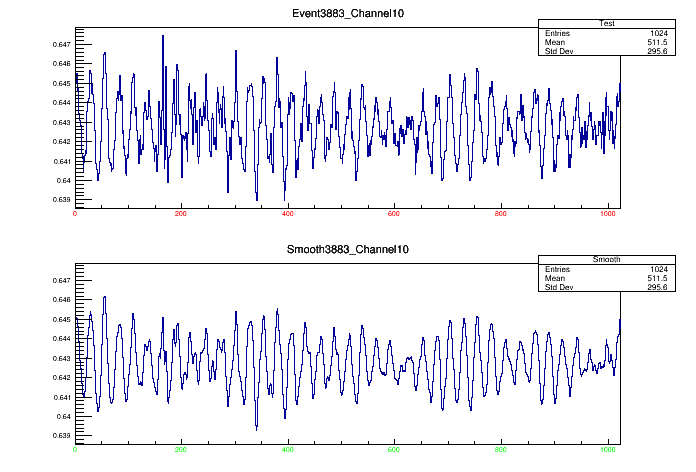 Event3883_Channel10
Test
Entries 1024
Mean 511.5
Std Dev 295.6
0.647
0.646
0.645
0.644
0.643
0.642
0.641
0.64
0.639
0 200 400 600 800 1000
Smooth3883_Channel10
Smooth
Entries 1024
Mean 511.5
Std Dev 295.6
0.647
0.646
0.645
0.644
0.643
0.642
0.641
0.64
0.639
0 200 400 600 800 1000